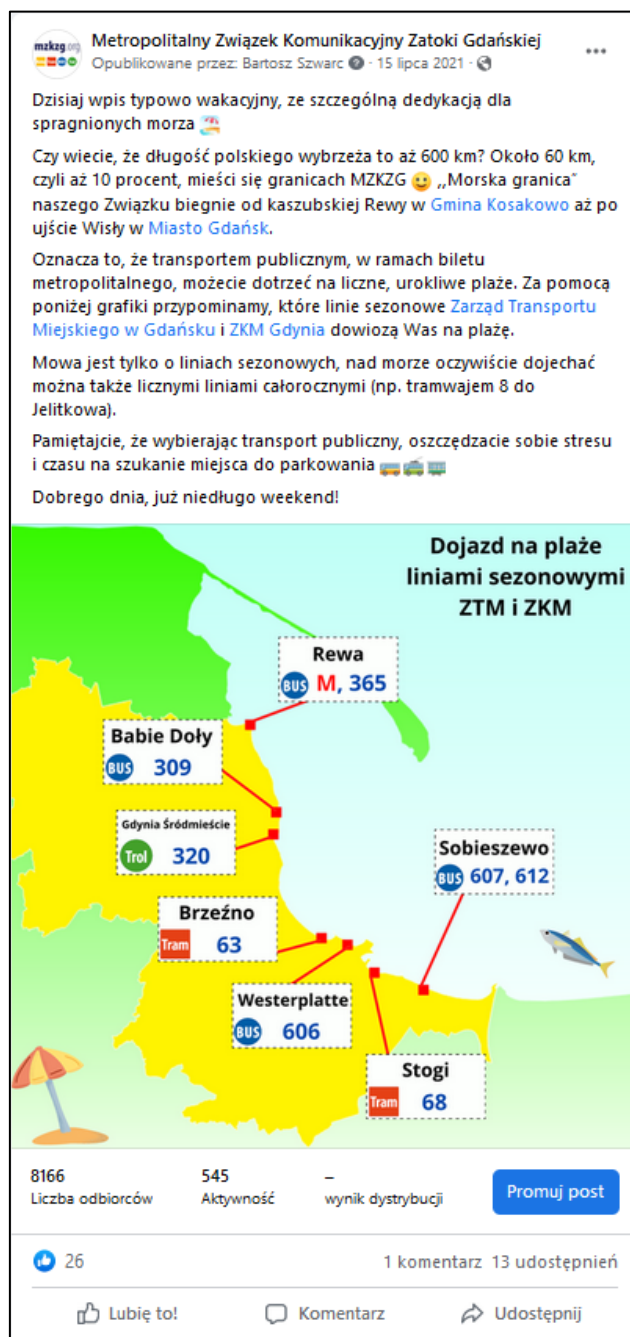 mzkzg.org
Metropolitalny Związek Komunikacyjny Zatoki Gdańskiej
Opublikowane przez: Bartosz Szwarc · 15 lipca 2021 ·
Dzisiaj wpis typowo wakacyjny, ze szczególną dedykacją dla
spragnionych morza
Czy wiecie, że długość polskiego wybrzeża to aż 600 km? Około 60 km,
czyli aż 10 procent, mieści się granicach MZKZG ,,Morska granica"
naszego Związku biegnie od kaszubskiej Rewy w Gmina Kosakowo aż po
ujście Wisły w Miasto Gdańsk.
Oznacza to, że transportem publicznym, w ramach biletu
metropolitalnego, możecie dotrzeć na liczne, urokliwe plaże. Za pomocą
poniżej grafiki przypominamy, które linie sezonowe Zarząd Transportu
Miejskiego w Gdańsku i ZKM Gdynia dowiozą Was na plażę.
Mowa jest tylko o liniach sezonowych, nad morze oczywiście dojechać
można także licznymi liniami całorocznymi (np. tramwajem 8 do
Jelitkowa).
Pamiętajcie, że wybierając transport publiczny, oszczędzacie sobie stresu
i czasu na szukanie miejsca do parkowania
Dobrego dnia, już niedługo weekend!
Dojazd na plaże
liniami sezonowymi
ZTM i ZKM
Rewa
BUS M, 365
Babie Doły
BUS 309
Gdynia Śródmieście
Trol 320
Sobieszewo
BUS 607, 612
Brzeźno
Tram 63
Westerplatte
BUS 606
Stogi
Tram 68
8166
Liczba odbiorców
545
Aktywność
–
wynik dystrybucji
Promuj post
26
1 komentarz 13 udostępnień
Lubię to!
Komentarz
Udostępnij